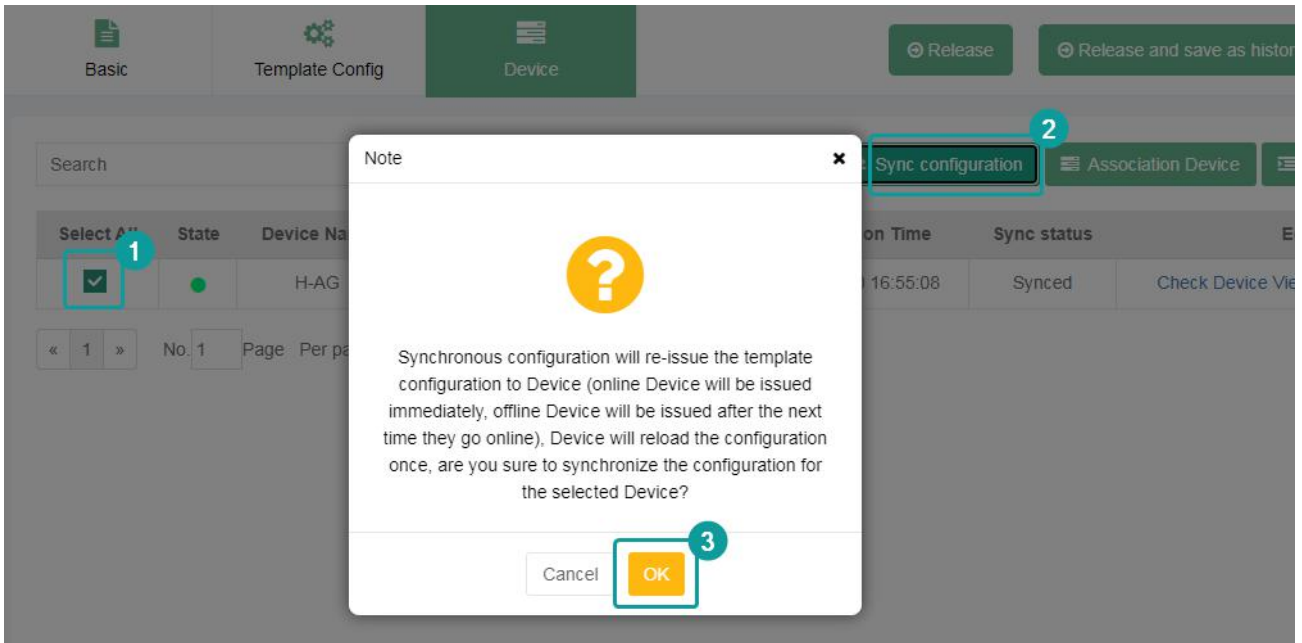 Basic
Template Config
Device
Release
Release and save as histor
2
Search
Note
Sync configuration
Association Device
Select All
State
Device Na
on Time
Sync status
E
1
H-AG
16:55:08
Synced
Check Device Vie
« 1 »
No. 1 Page Per pa
Synchronous configuration will re-issue the template
configuration to Device (online Device will be issued
immediately, offline Device will be issued after the next
time they go online), Device will reload the configuration
once, are you sure to synchronize the configuration for
the selected Device?
3
Cancel
OK